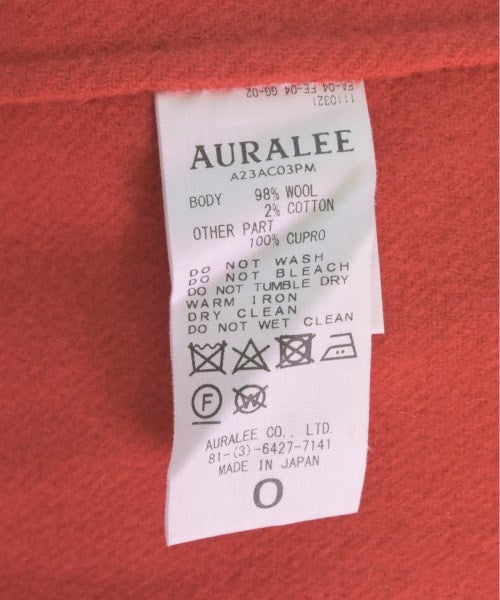 1110321
FA-04 FE-04 GG-02
AURALEE
A23AC03PM
BODY 98% WOOL
2% COTTON
OTHER PART
100% CUPRO
DO NOT WASH
DO NOT BLEACH
DO NOT TUMBLE DRY
WARM IRON
DRY CLEAN
DO NOT WET CLEAN
F W
AURALEE CO., LTD.
81-(3)-6427-7141
MADE IN JAPAN
O